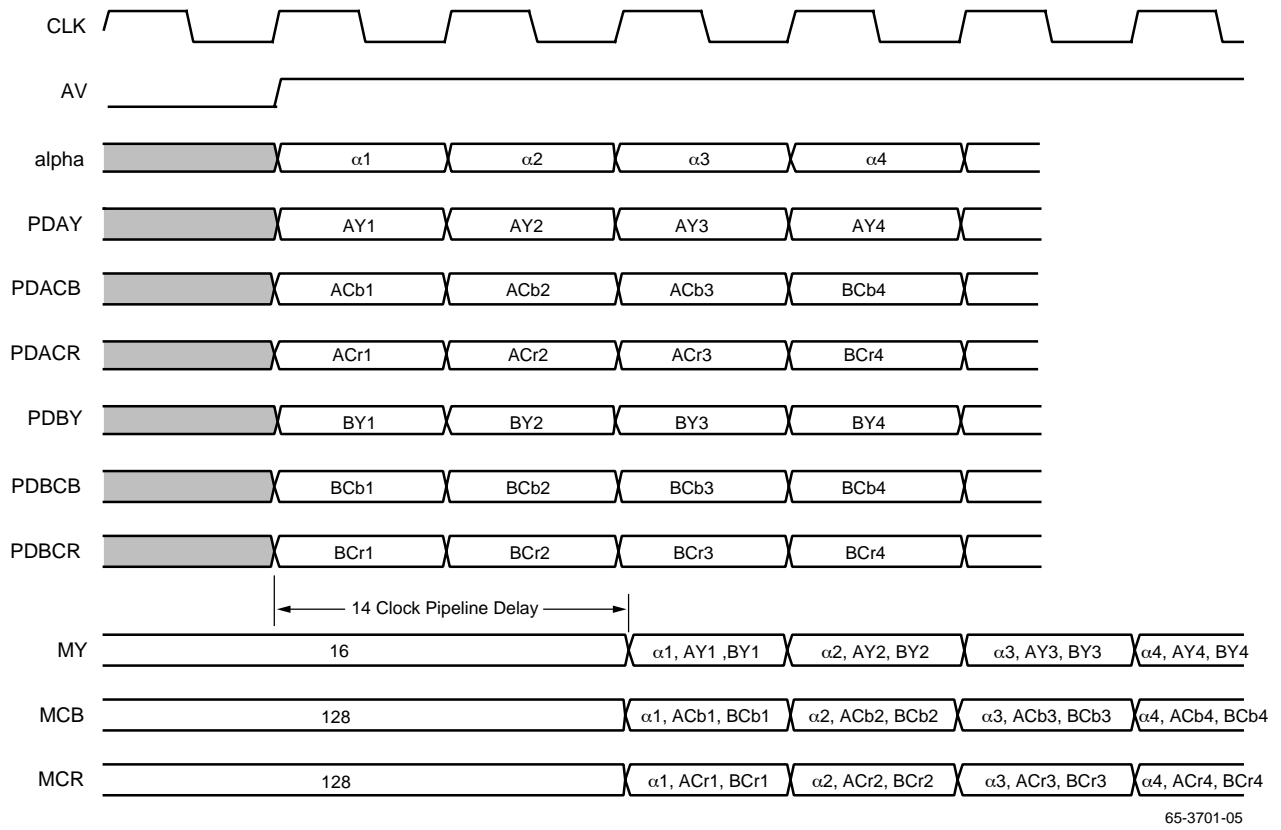 CLK
AV
alpha α1 α2 α3 α4
PDAY AY1 AY2 AY3 AY4
PDACB ACb1 ACb2 ACb3 BCb4
PDACR ACr1 ACr2 ACr3 BCr4
PDBY BY1 BY2 BY3 BY4
PDBCB BCb1 BCb2 BCb3 BCb4
PDBCR BCr1 BCr2 BCr3 BCr4
14 Clock Pipeline Delay
MY 16 α1, AY1 ,BY1 α2, AY2, BY2 α3, AY3, BY3 α4, AY4, BY4
MCB 128 α1, ACb1, BCb1 α2, ACb2, BCb2 α3, ACb3, BCb3 α4, ACb4, BCb4
MCR 128 α1, ACr1, BCr1 α2, ACr2, BCr2 α3, ACr3, BCr3 α4, ACr4, BCr4
65-3701-05